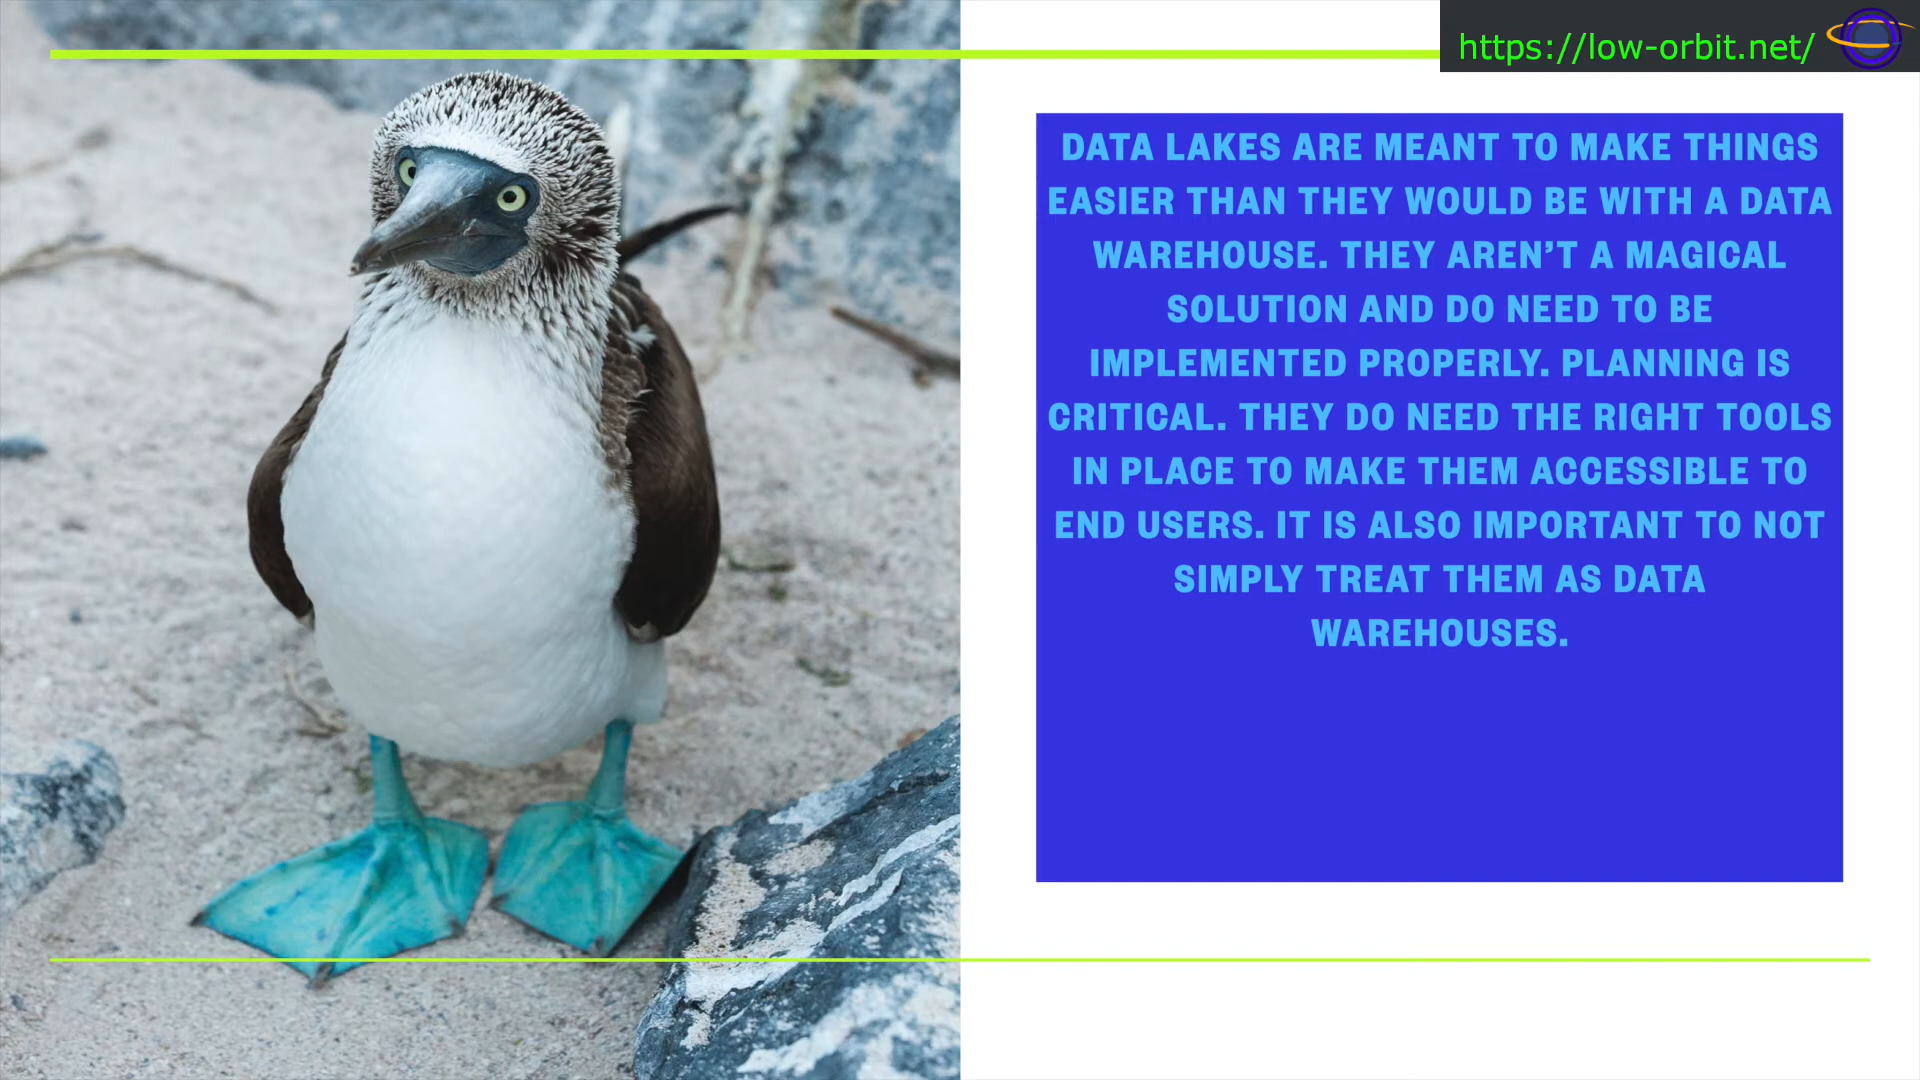 https://low-orbit.net/
DATA LAKES ARE MEANT TO MAKE THINGS
EASIER THAN THEY WOULD BE WITH A DATA
WAREHOUSE. THEY AREN’T A MAGICAL
SOLUTION AND DO NEED TO BE
IMPLEMENTED PROPERLY. PLANNING IS
CRITICAL. THEY DO NEED THE RIGHT TOOLS
IN PLACE TO MAKE THEM ACCESSIBLE TO
END USERS. IT IS ALSO IMPORTANT TO NOT
SIMPLY TREAT THEM AS DATA
WAREHOUSES.